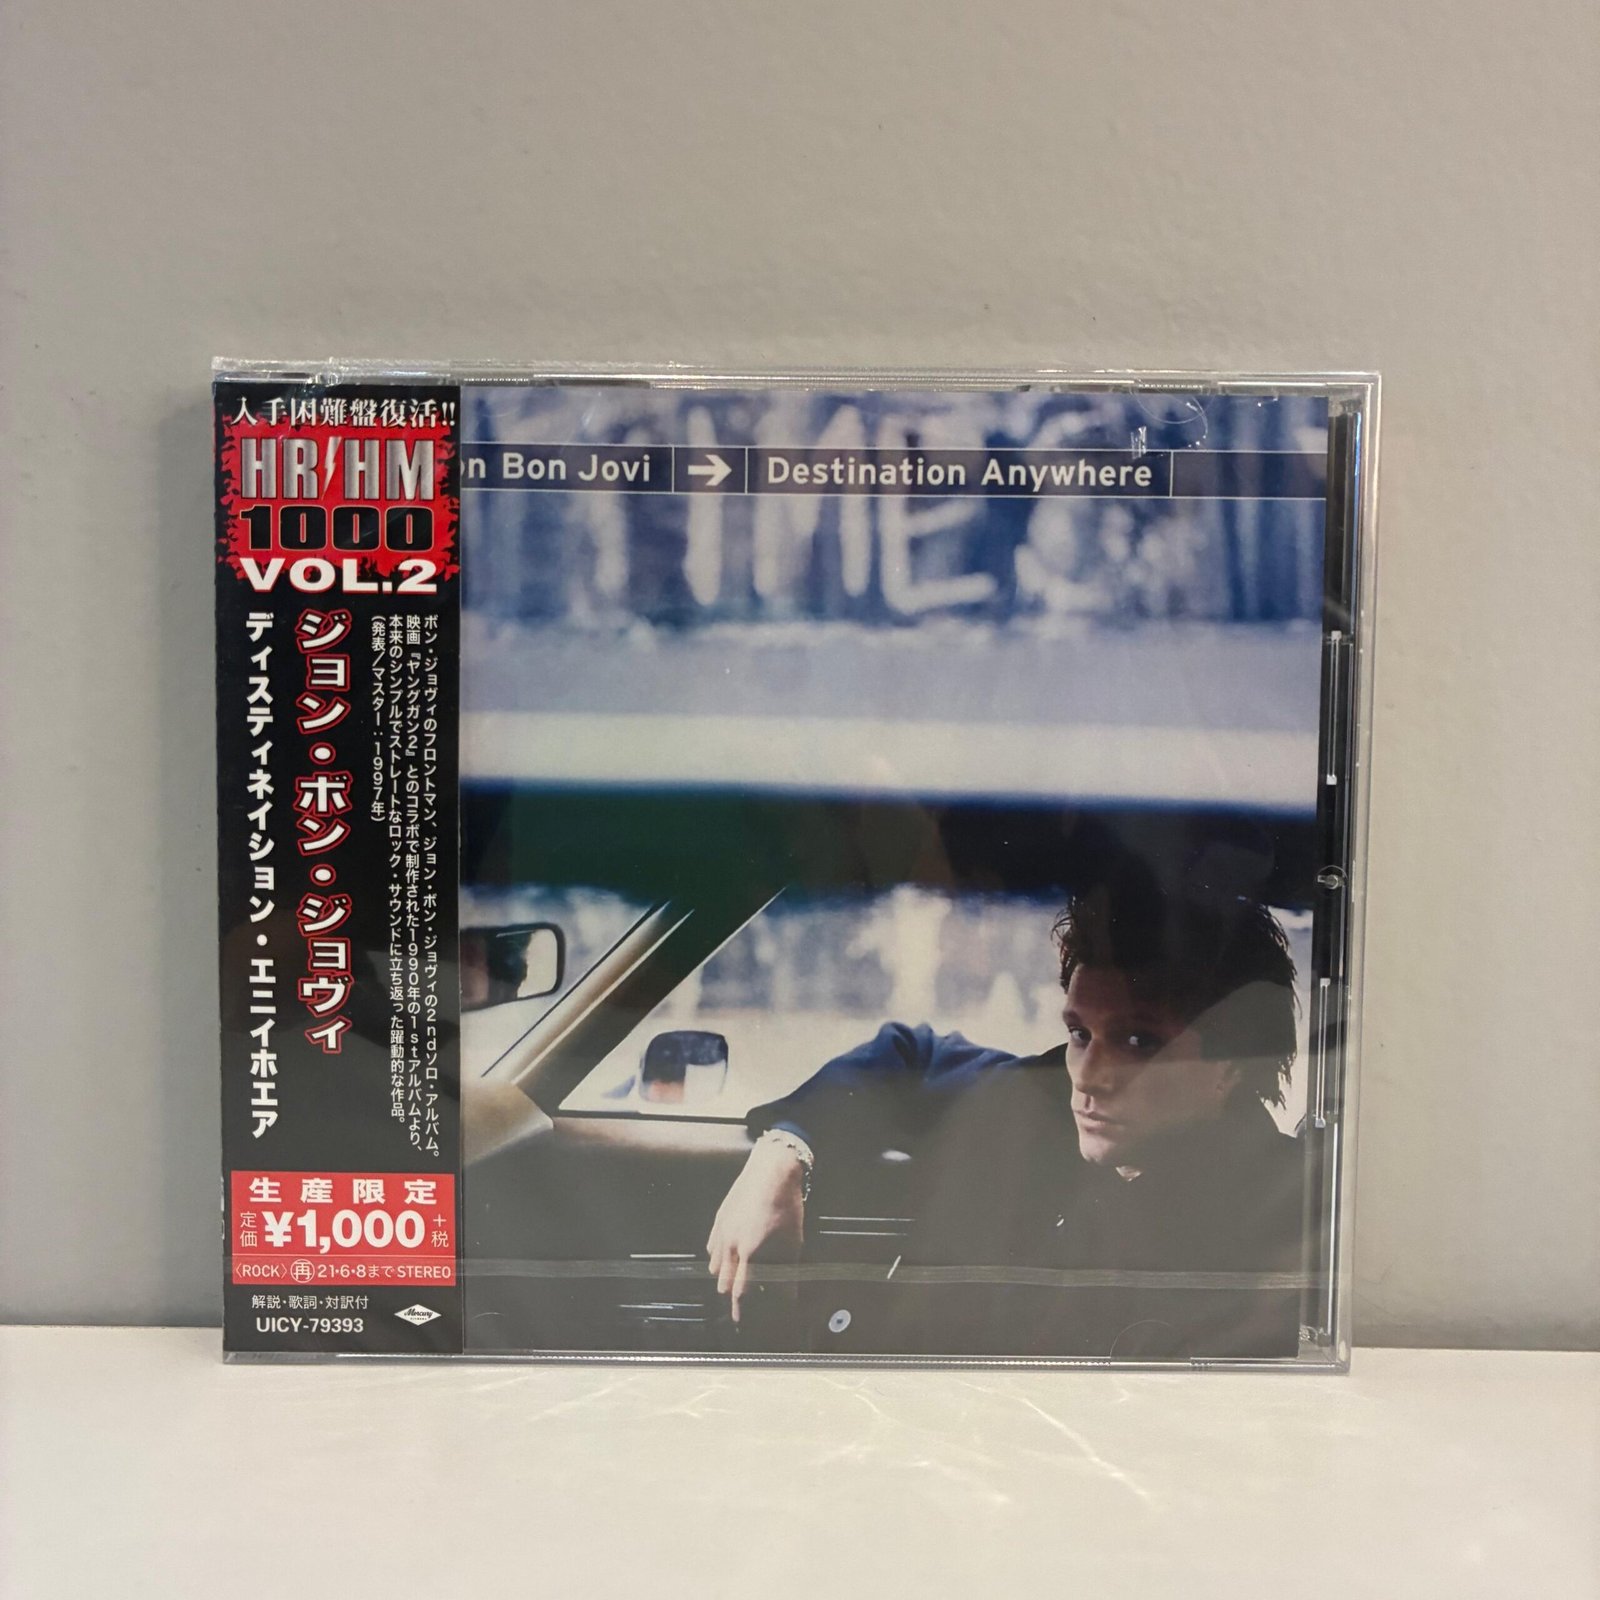 入手困難盤復活!!
HR/HM
1000
VOL.2
ボン・ジョヴィのフロントマン、ジョン・ボン・ジョヴィの2ndソロ・アルバム。
映画『ヤングガン2』とのコラボで制作された1990年の1stアルバムより、
本来のシンプルでストレートなロック・サウンドに立ち返った躍動的な作品。
(発表/マスター:1997年)
ジョン・ボン・ジョヴィ
ディスティネイション・エニイホエア
生産限定
定価 ¥1,000 +税
〈ROCK〉 再 21・6・8まで STEREO
解説・歌詞・対訳付
UICY-79393
Mercury
on Bon Jovi → Destination Anywhere
TIME